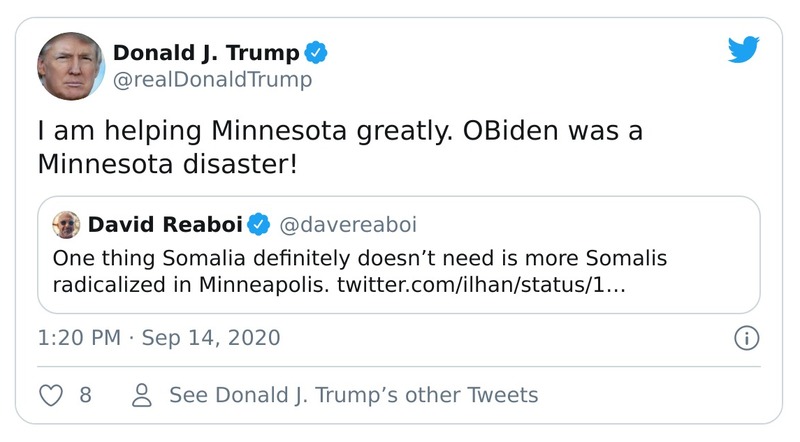 Donald J. Trump
@realDonaldTrump
I am helping Minnesota greatly. OBiden was a
Minnesota disaster!
David Reaboi @davereaboi
One thing Somalia definitely doesn’t need is more Somalis
radicalized in Minneapolis. twitter.com/ilhan/status/1…
1:20 PM · Sep 14, 2020
8 See Donald J. Trump’s other Tweets